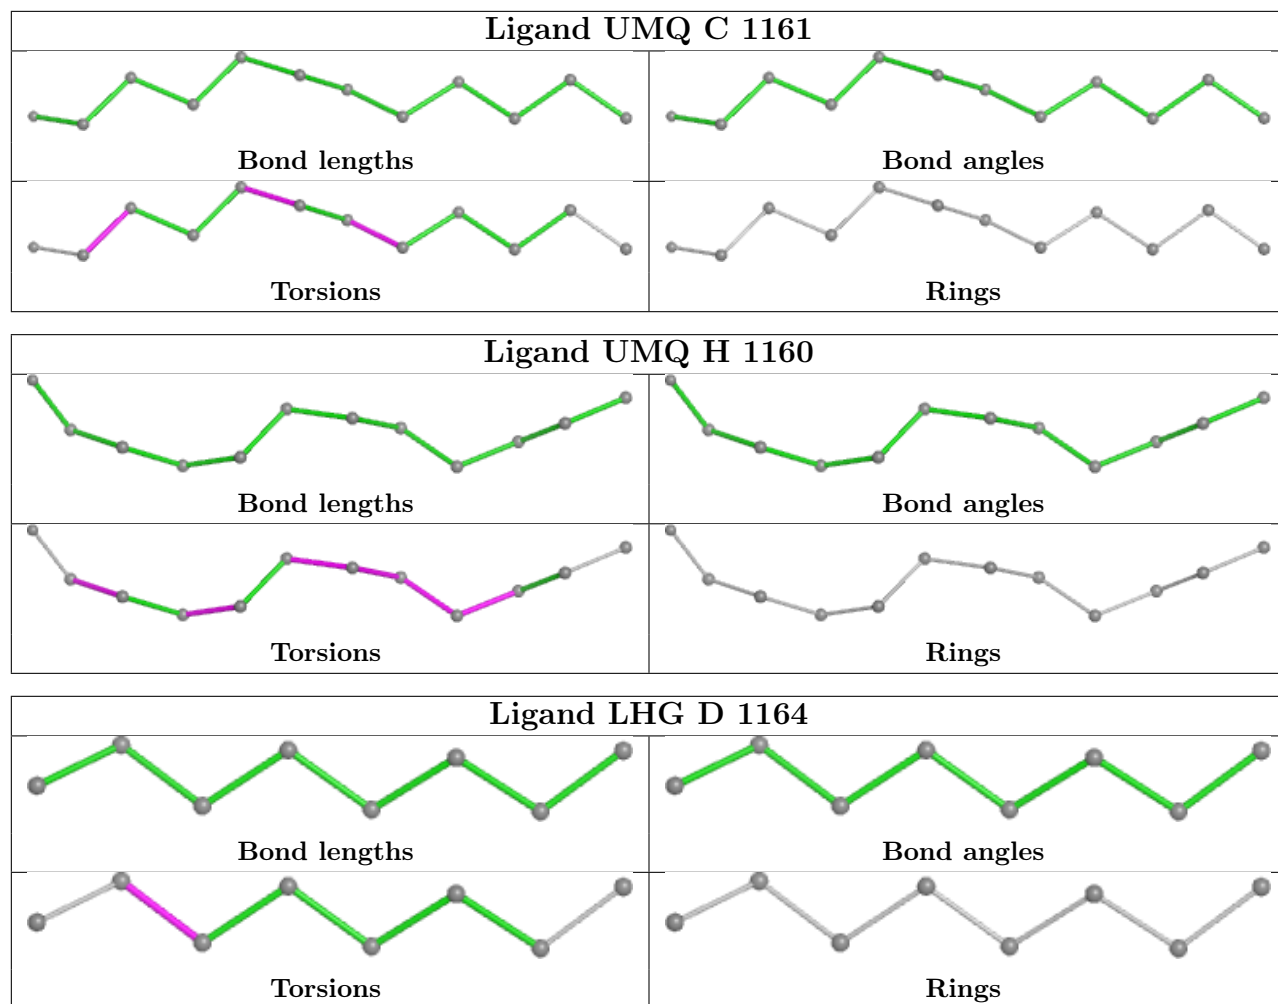 Ligand UMQ C 1161
Bond lengths
Bond angles
Torsions
Rings
Ligand UMQ H 1160
Bond lengths
Bond angles
Torsions
Rings
Ligand LHG D 1164
Bond lengths
Bond angles
Torsions
Rings